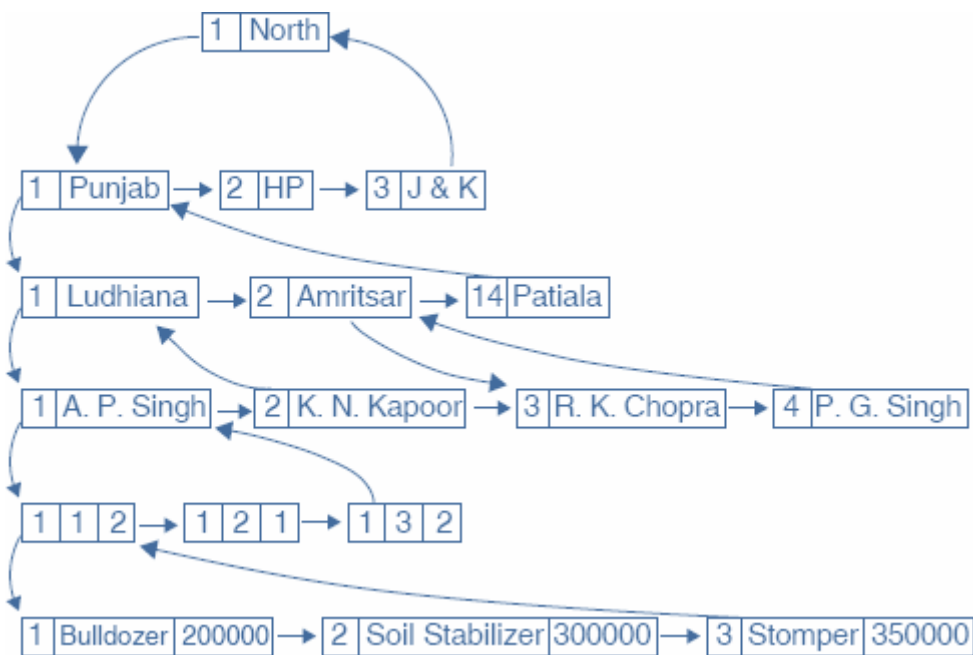 1 North
1 Punjab 2 HP 3 J & K
1 Ludhiana 2 Amritsar 14 Patiala
1 A. P. Singh 2 K. N. Kapoor 3 R. K. Chopra 4 P. G. Singh
1 1 2 1 2 1 1 3 2
1 Bulldozer 200000 2 Soil Stabilizer 300000 3 Stomper 350000